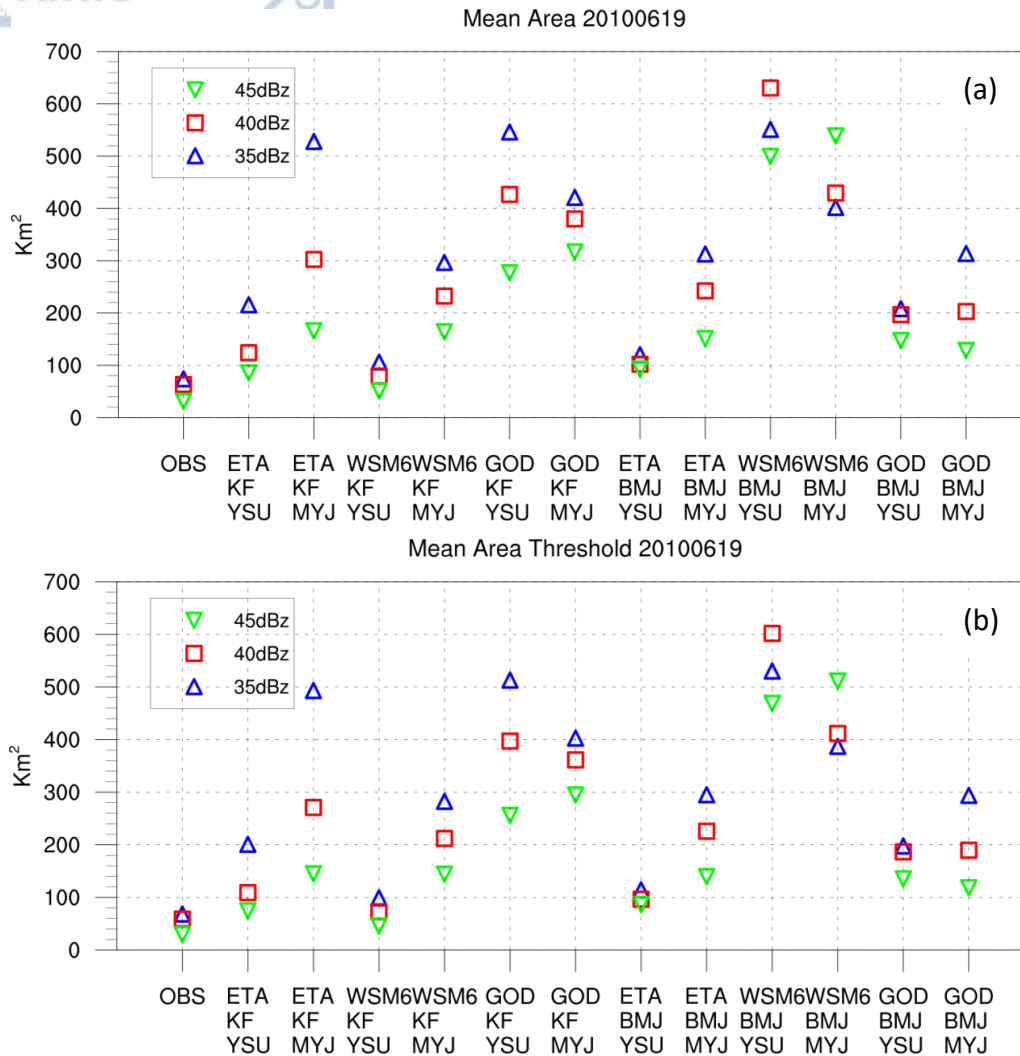 Mean Area 20100619
700
600
500
400
300
200
100
0
Km²
45dBz
40dBz
35dBz
(a)
OBS ETA ETA WSM6 WSM6 GOD GOD ETA ETA WSM6 WSM6 GOD GOD
KF KF KF KF KF KF BMJ BMJ BMJ BMJ BMJ BMJ
YSU MYJ YSU MYJ YSU MYJ YSU MYJ YSU MYJ YSU MYJ
Mean Area Threshold 20100619
700
600
500
400
300
200
100
0
Km²
45dBz
40dBz
35dBz
(b)
OBS ETA ETA WSM6 WSM6 GOD GOD ETA ETA WSM6 WSM6 GOD GOD
KF KF KF KF KF KF BMJ BMJ BMJ BMJ BMJ BMJ
YSU MYJ YSU MYJ YSU MYJ YSU MYJ YSU MYJ YSU MYJ